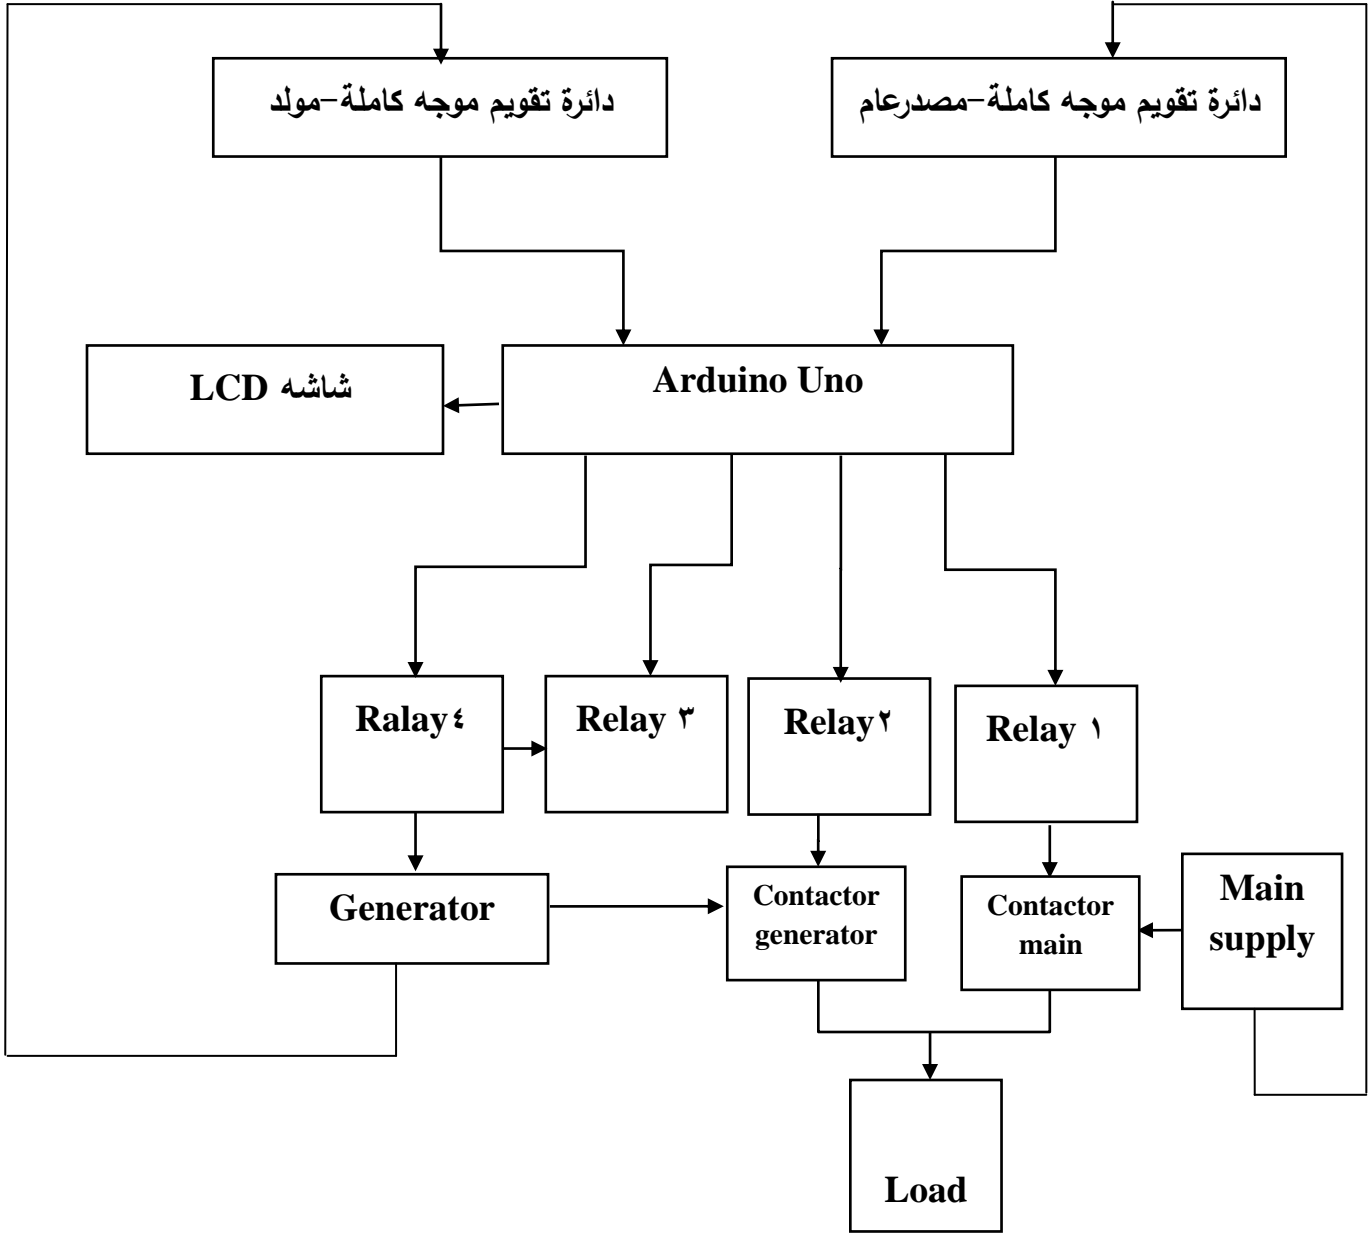 دائرة تقويم موجه كاملة-مولد
دائرة تقويم موجه كاملة-مصدرعام
شاشه LCD
Arduino Uno
Ralay٤
Relay ٣
Relay٢
Relay ١
Generator
Contactor
generator
Contactor
main
Main
supply
Load